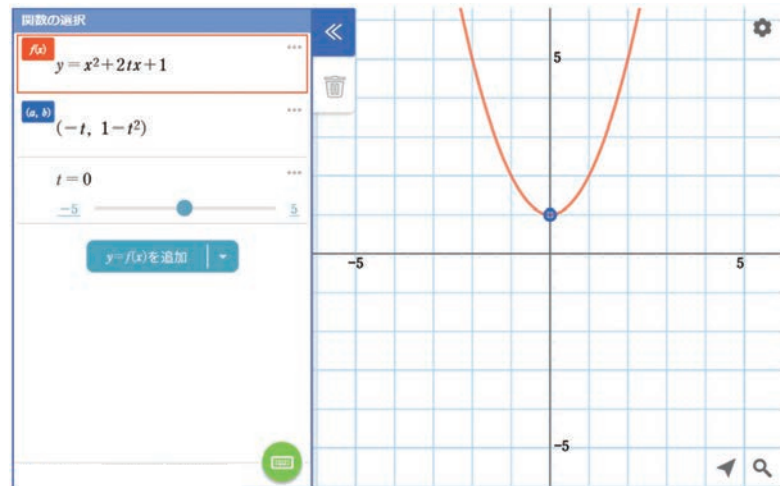 関数の選択
f(x)
y=x²+2tx+1
(a, b)
(−t, 1−t²)
t=0
−5
5
y=f(x)を追加
5
−5
5
−5